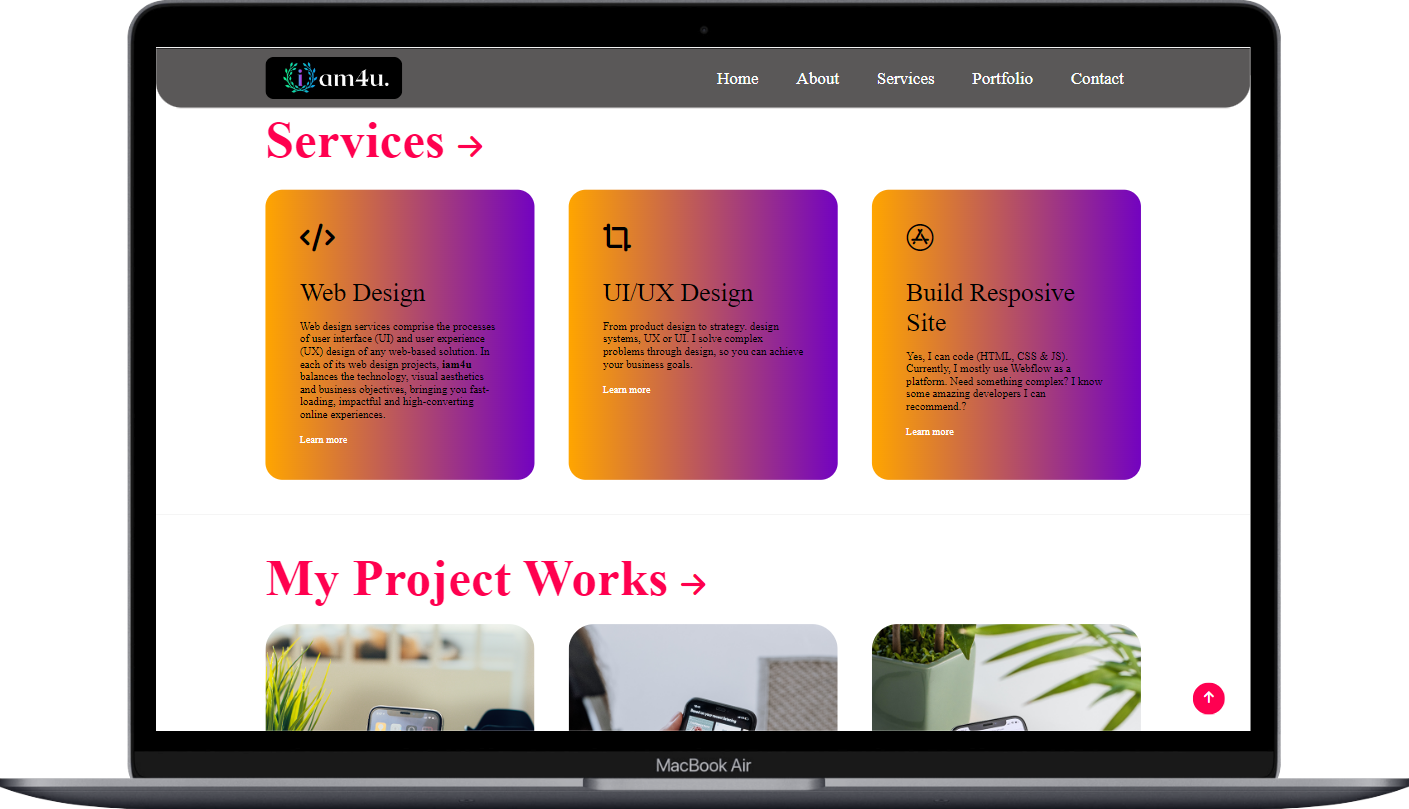 iam4u.
Home About Services Portfolio Contact
Services →
Web Design
Web design services comprise the processes
of user interface (UI) and user experience
(UX) design of any web-based solution. In
each of its web design projects, iam4u
balances the technology, visual aesthetics
and business objectives, bringing you fast-
loading, impactful and high-converting
online experiences.
Learn more
UI/UX Design
From product design to strategy. design
systems, UX or UI. I solve complex
problems through design, so you can achieve
your business goals.
Learn more
Build Resposive
Site
Yes, I can code (HTML, CSS & JS).
Currently, I mostly use Webflow as a
platform. Need something complex? I know
some amazing developers I can
recommend.?
Learn more
My Project Works →
MacBook Air